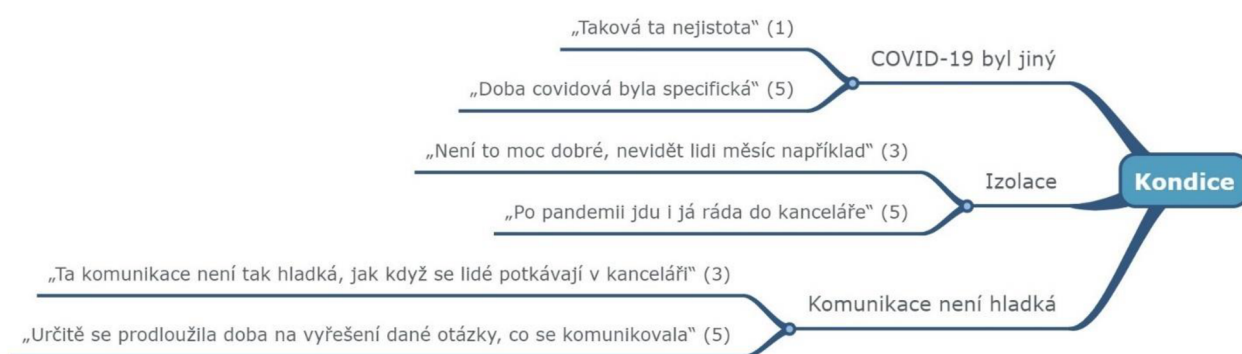 „Taková ta nejistota“ (1)
COVID-19 byl jiný
„Doba covidová byla specifická“ (5)
„Není to moc dobré, nevidět lidi měsíc například“ (3)
Izolace
Kondice
„Po pandemii jdu i já ráda do kanceláře“ (5)
„Ta komunikace není tak hladká, jak když se lidé potkávají v kanceláři“ (3)
Komunikace není hladká
„Určitě se prodloužila doba na vyřešení dané otázky, co se komunikovala“ (5)